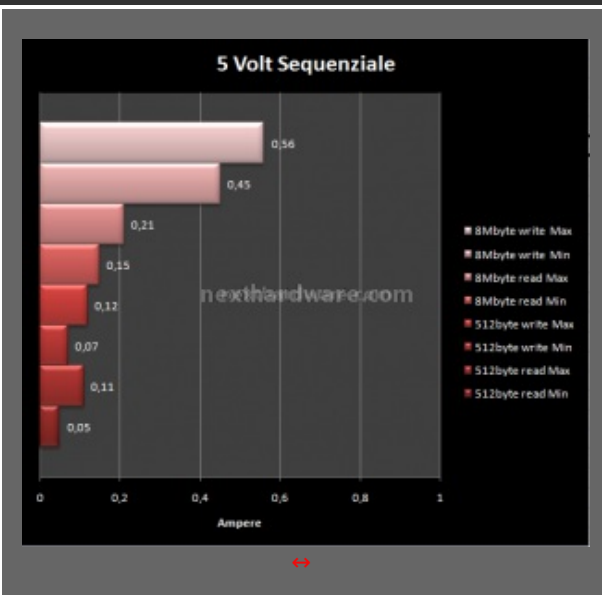 5 Volt Sequenziale
0,56
0,45
0,21
0,15
0,12
0,07
0,11
0,05
nexthardware.com
8Mbyte write Max
8Mbyte write Min
8Mbyte read Max
8Mbyte read Min
512byte write Max
512byte write Min
512byte read Max
512byte read Min
0 0,2 0,4 0,6 0,8 1
Ampere